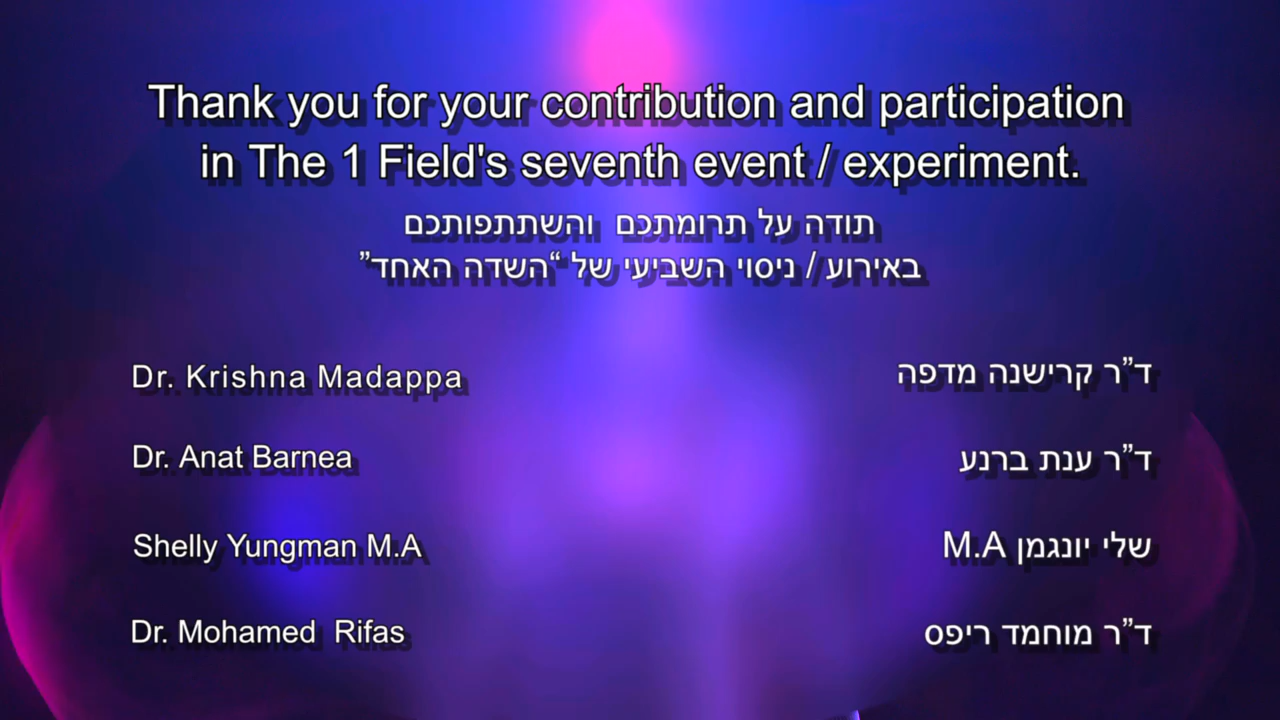 Thank you for your contribution and participation
in The 1 Field's seventh event / experiment.
תודה על תרומתכם והשתתפותכם
באירוע / ניסוי השביעי של “השדה האחד”
Dr. Krishna Madappa
ד”ר קרישנה מדפה
Dr. Anat Barnea
ד”ר ענת ברנע
Shelly Yungman M.A
שלי יונגמן M.A
Dr. Mohamed Rifas
ד”ר מוחמד ריפס